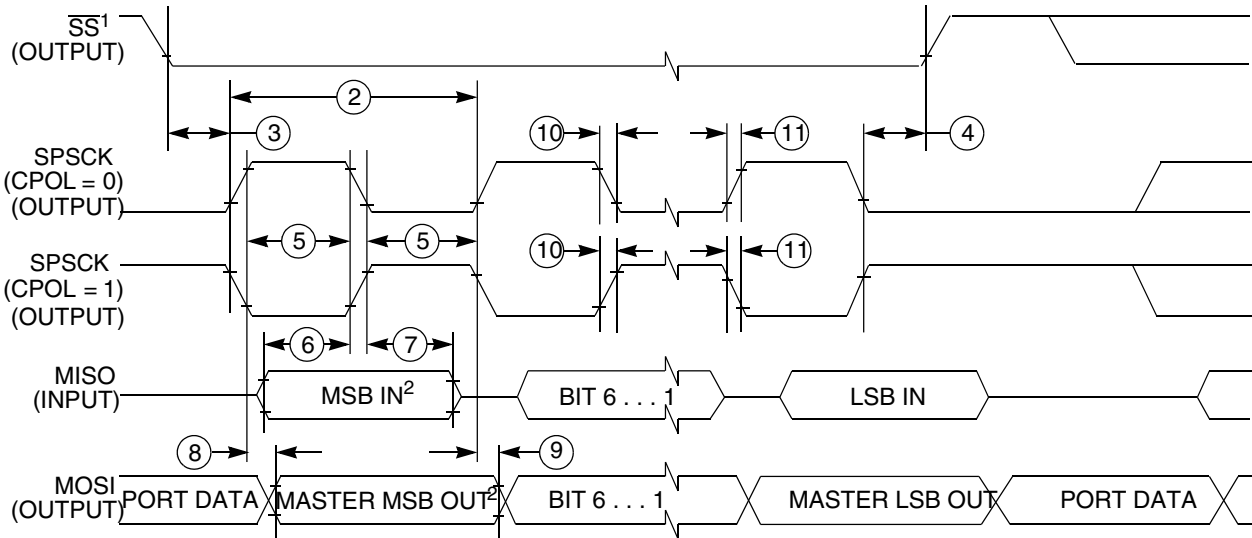 SS¹
(OUTPUT)
2
3
10
11
4
SPSCK
(CPOL = 0)
(OUTPUT)
5
5
10
11
SPSCK
(CPOL = 1)
(OUTPUT)
6
7
MISO
(INPUT)
MSB IN²
BIT 6 . . . 1
LSB IN
8
9
MOSI
(OUTPUT)
PORT DATA
MASTER MSB OUT²
BIT 6 . . . 1
MASTER LSB OUT
PORT DATA